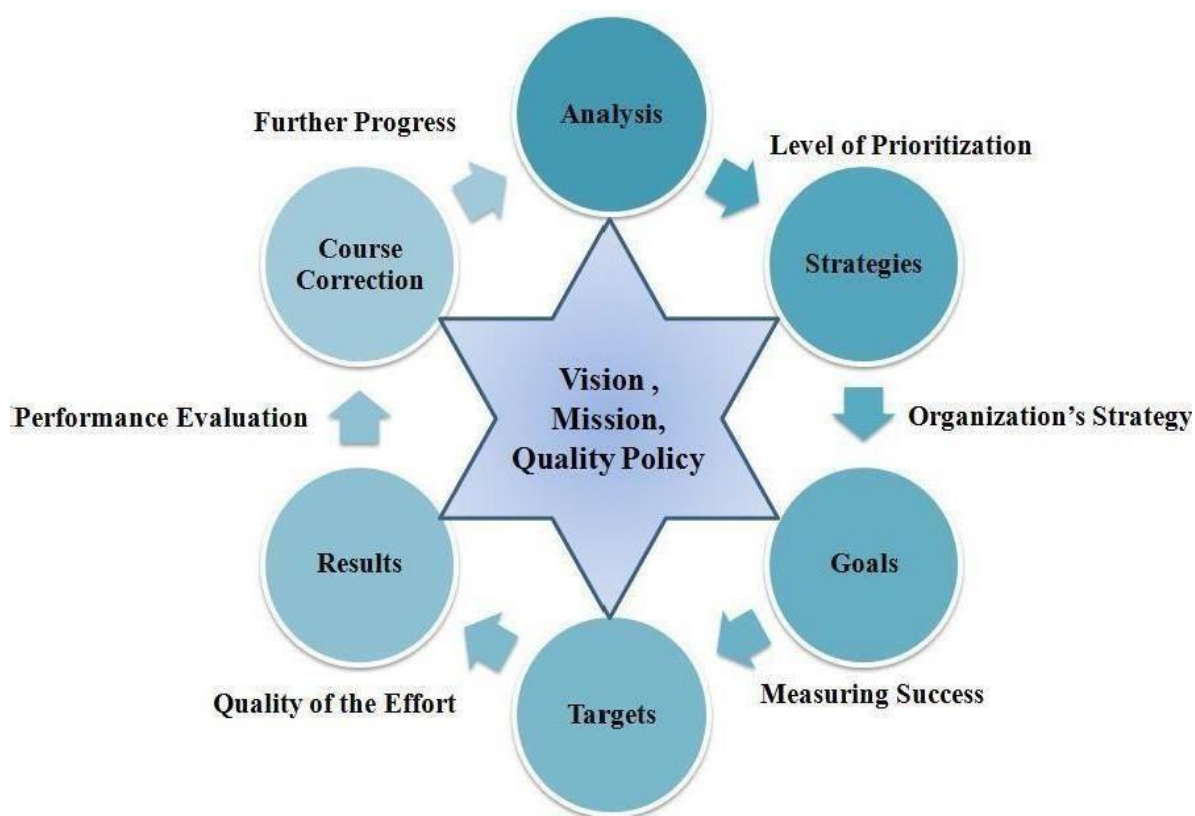 Analysis
Level of Prioritization
Strategies
Organization’s Strategy
Goals
Measuring Success
Targets
Quality of the Effort
Results
Performance Evaluation
Course
Correction
Further Progress
Vision ,
Mission,
Quality Policy